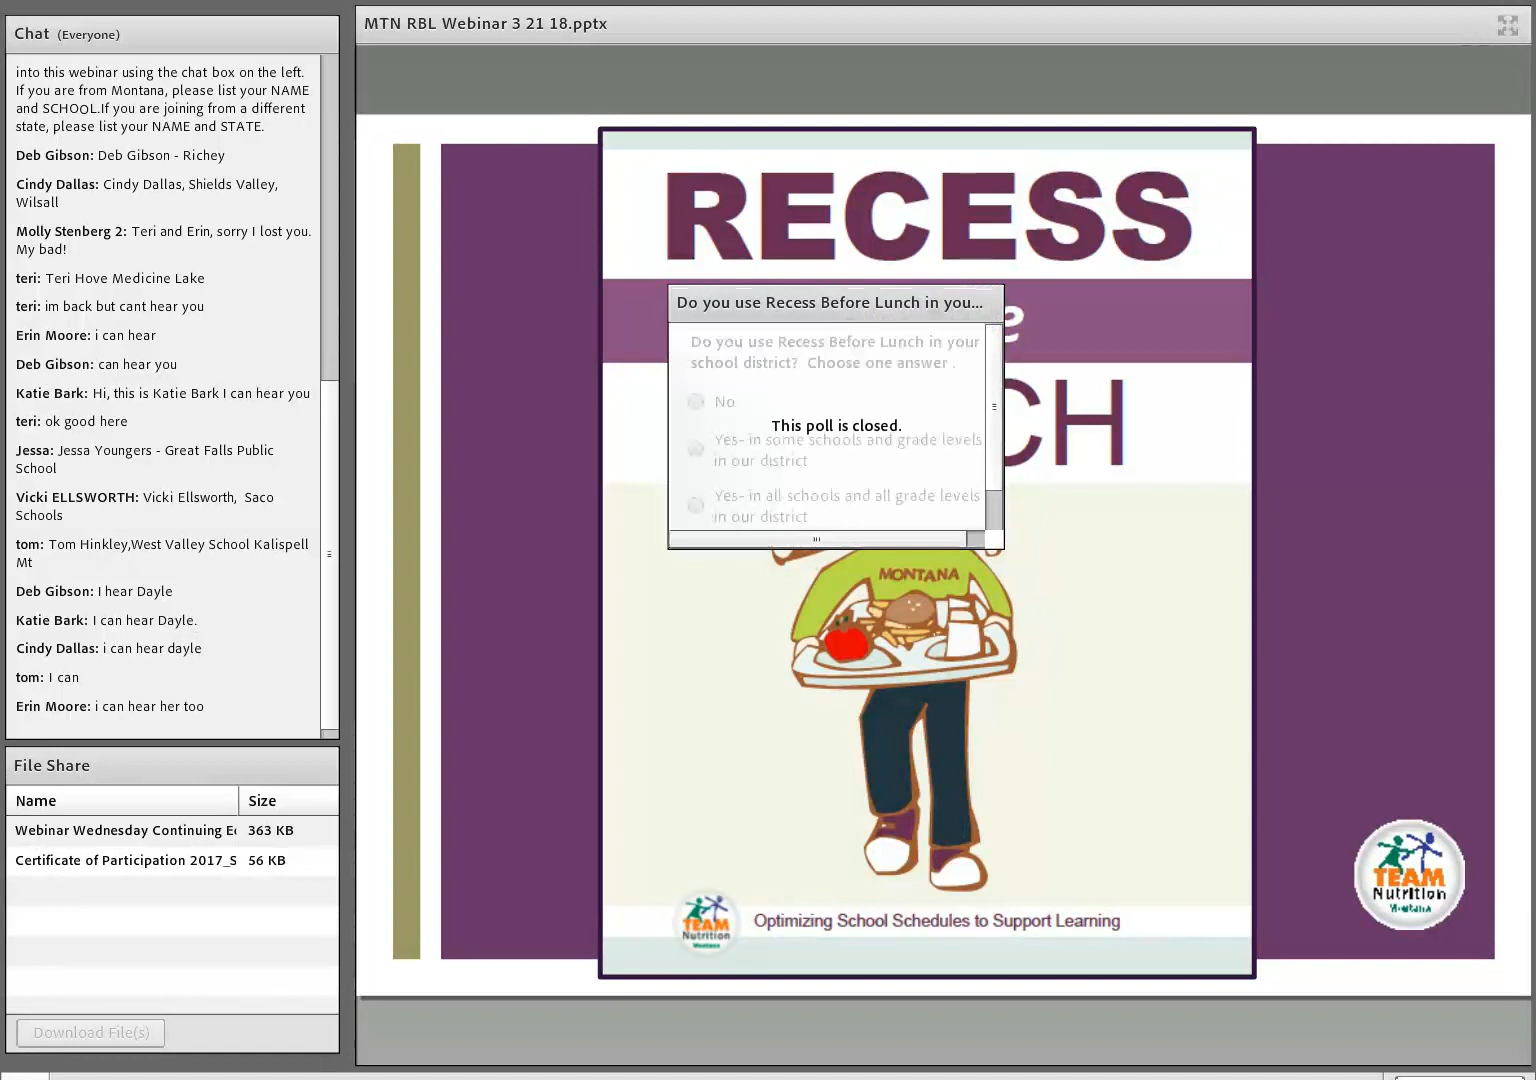 Chat (Everyone)
into this webinar using the chat box on the left.
If you are from Montana, please list your NAME
and SCHOOL.If you are joining from a different
state, please list your NAME and STATE.
Deb Gibson: Deb Gibson - Richey
Cindy Dallas: Cindy Dallas, Shields Valley,
Wilsall
Molly Stenberg 2: Teri and Erin, sorry I lost you.
My bad!
teri: Teri Hove Medicine Lake
teri: im back but cant hear you
Erin Moore: i can hear
Deb Gibson: can hear you
Katie Bark: Hi, this is Katie Bark I can hear you
teri: ok good here
Jessa: Jessa Youngers - Great Falls Public
School
Vicki ELLSWORTH: Vicki Ellsworth, Saco
Schools
tom: Tom Hinkley,West Valley School Kalispell
Mt
Deb Gibson: I hear Dayle
Katie Bark: I can hear Dayle.
Cindy Dallas: i can hear dayle
tom: I can
Erin Moore: i can hear her too
File Share
Name Size
Webinar Wednesday Continuing Ec 363 KB
Certificate of Participation 2017_S 56 KB
Download File(s)
MTN RBL Webinar 3 21 18.pptx
RECESS
e
CH
Do you use Recess Before Lunch in you...
Do you use Recess Before Lunch in your
school district? Choose one answer .
No
This poll is closed.
Yes- in some schools and grade levels
in our district
Yes- in all schools and all grade levels
in our district
MONTANA
TEAM
Nutrition
Montana
Optimizing School Schedules to Support Learning
TEAM
Nutrition
Montana